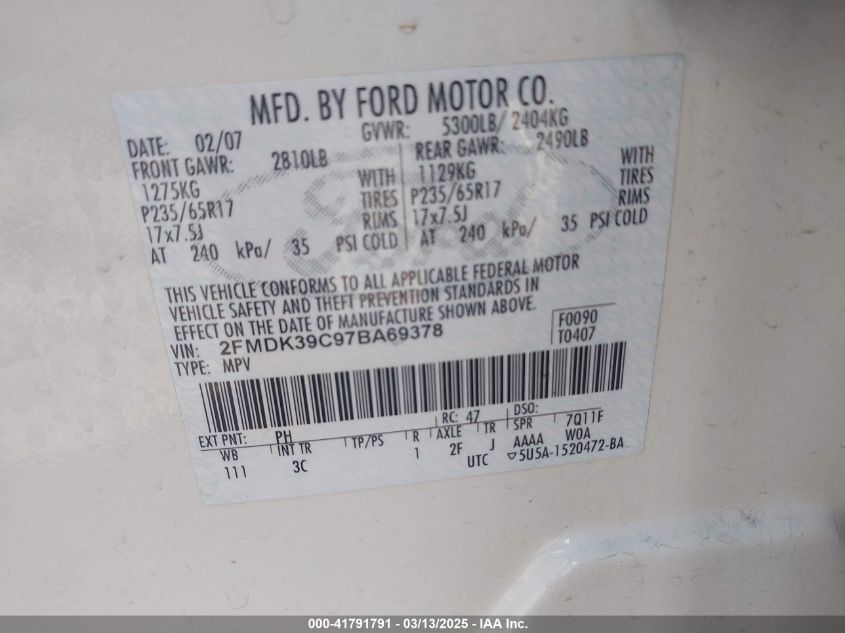 MFD. BY FORD MOTOR CO.
DATE: 02/07 GVWR: 5300LB/ 2404KG
FRONT GAWR: 2810LB REAR GAWR: 2490LB
1275KG WITH 1129KG WITH
P235/65R17 TIRES P235/65R17 TIRES
17x7.5J RIMS 17x7.5J RIMS
AT 240 kPa/ 35 PSI COLD AT 240 kPa/ 35 PSI COLD
THIS VEHICLE CONFORMS TO ALL APPLICABLE FEDERAL MOTOR
VEHICLE SAFETY AND THEFT PREVENTION STANDARDS IN
EFFECT ON THE DATE OF MANUFACTURE SHOWN ABOVE.
VIN: 2FMDK39C97BA69378 F0090
TYPE: MPV T0407
EXT PNT: PH RC: 47 DSO: 7Q11F
WB INT TR TP/PS R AXLE TR SPR WOA
111 3C 1 2F J AAAA
UTC ▽5U5A-1520472-BA
000-41791791 — 03/13/2025 — IAA Inc.